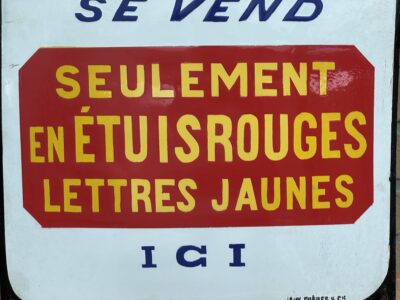 SE VEND
SEULEMENT
EN ÉTUIS ROUGES
LETTRES JAUNES
ICI